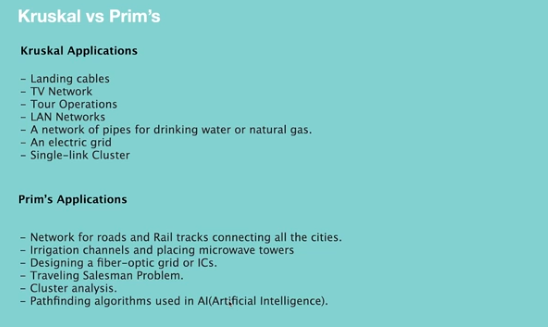 Kruskal vs Prim's
Kruskal Applications
– Landing cables
– TV Network
– Tour Operations
– LAN Networks
– A network of pipes for drinking water or natural gas.
– An electric grid
– Single-link Cluster
Prim's Applications
– Network for roads and Rail tracks connecting all the cities.
– Irrigation channels and placing microwave towers
– Designing a fiber-optic grid or ICs.
– Traveling Salesman Problem.
– Cluster analysis.
– Pathfinding algorithms used in AI(Artificial Intelligence).